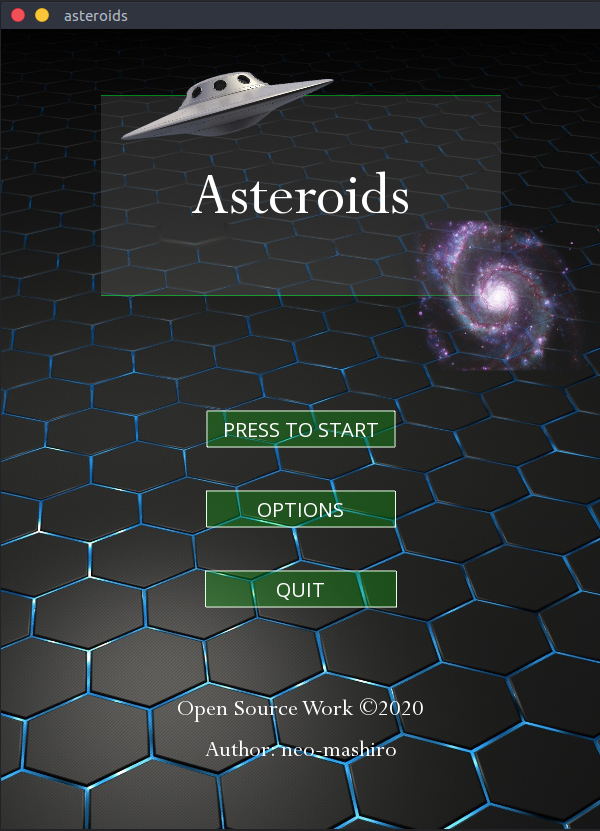 asteroids
Asteroids
PRESS TO START
OPTIONS
QUIT
Open Source Work ©2020
Author: neo-mashiro